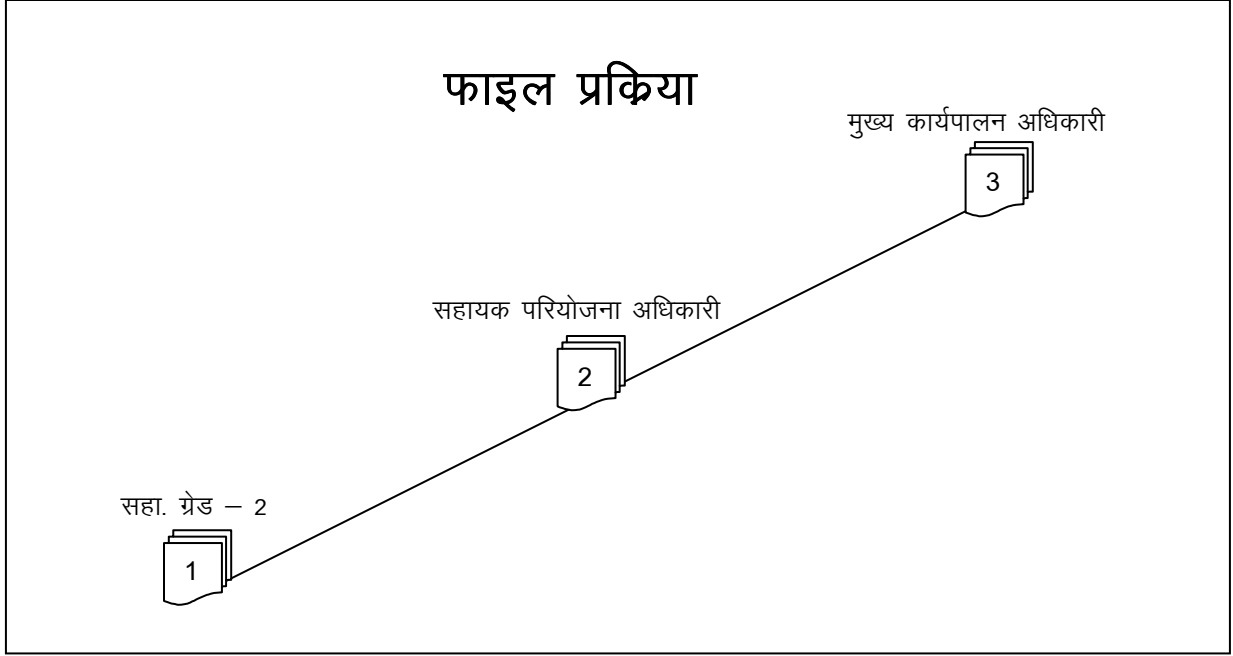 फाइल प्रक्रिया
मुख्य कार्यपालन अधिकारी
3
सहायक परियोजना अधिकारी
2
सहा. ग्रेड – 2
1